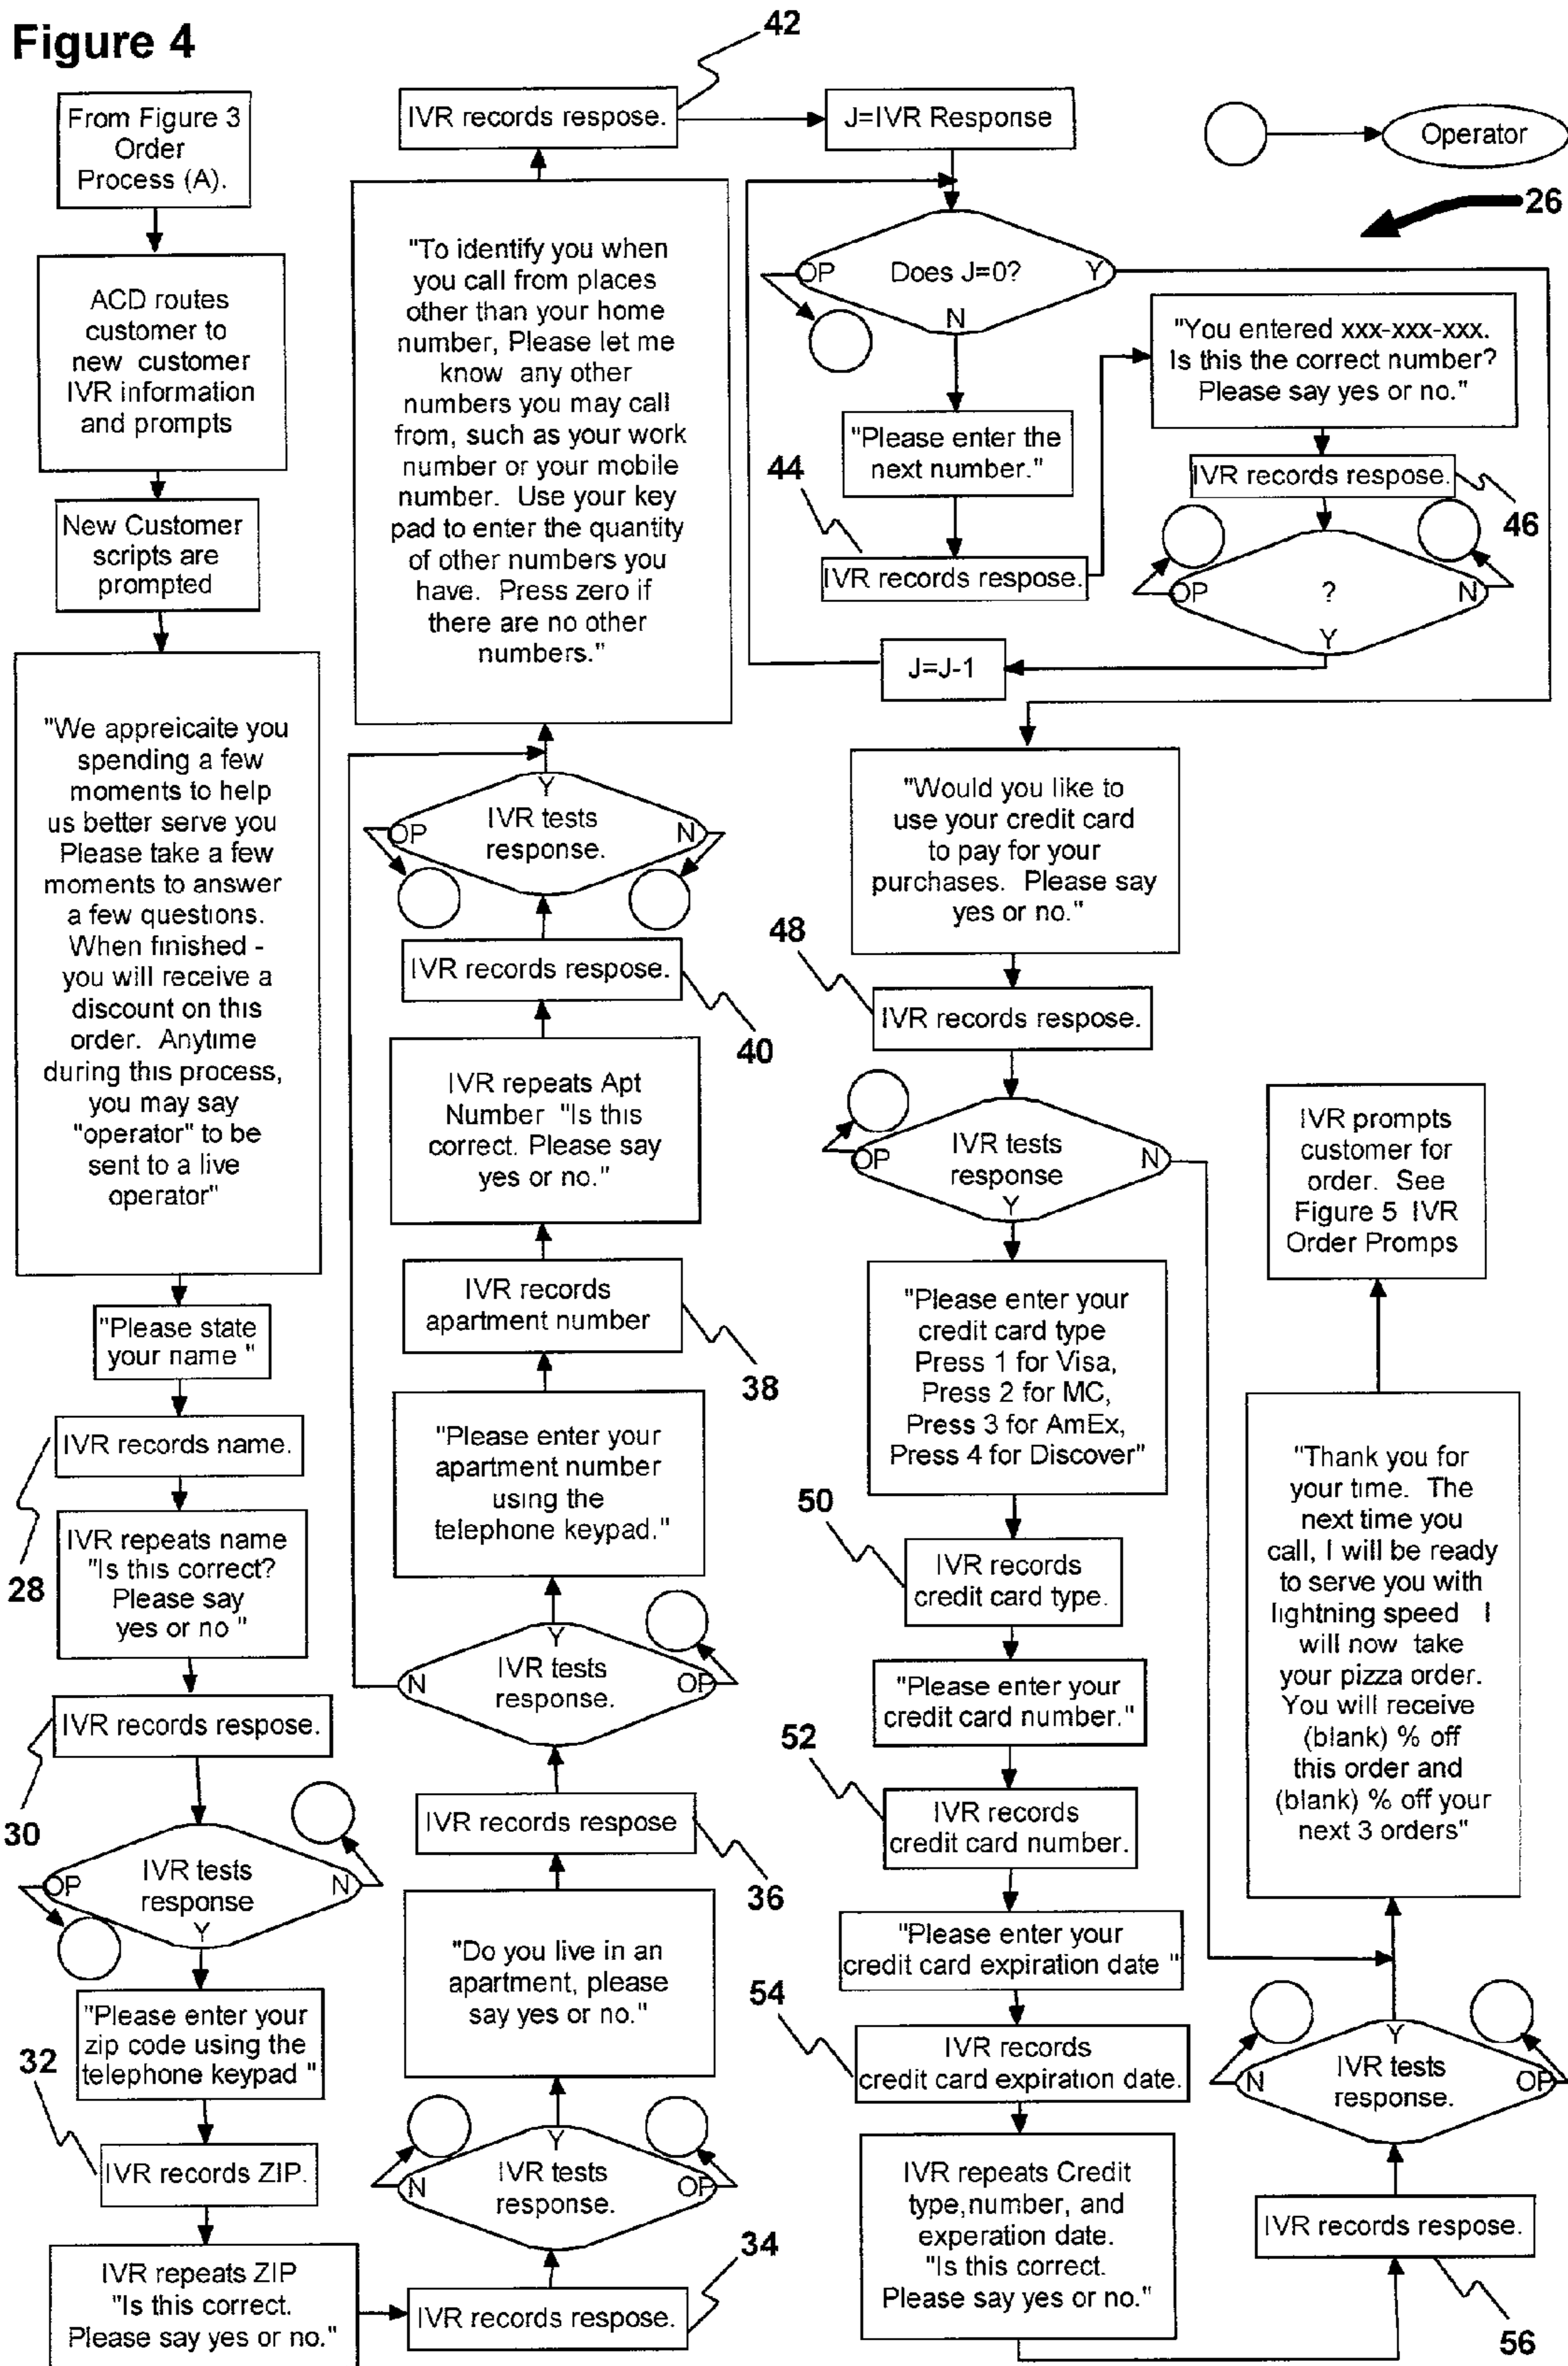 Figure 4
From Figure 3
Order
Process (A).
ACD routes
customer to
new customer
IVR information
and prompts
New Customer
scripts are
prompted
"We appreicaite you
spending a few
moments to help
us better serve you
Please take a few
moments to answer
a few questions.
When finished -
you will receive a
discount on this
order. Anytime
during this process,
you may say
"operator" to be
sent to a live
operator"
"Please state
your name "
IVR records name.
28
IVR repeats name
"Is this correct?
Please say
yes or no "
IVR records respose.
30
OP
IVR tests
response
N
Y
"Please enter your
zip code using the
telephone keypad "
32
IVR records ZIP.
IVR repeats ZIP
"Is this correct.
Please say yes or no."
IVR records respose.
34
N
IVR tests
response.
OP
Y
"Do you live in an
apartment, please
say yes or no."
IVR records respose
36
N
IVR tests
response.
OP
Y
"Please enter your
apartment number
using the
telephone keypad."
IVR records
apartment number
38
IVR repeats Apt
Number "Is this
correct. Please say
yes or no."
IVR records respose.
40
OP
IVR tests
response.
N
Y
"To identify you when
you call from places
other than your home
number, Please let me
know any other
numbers you may call
from, such as your work
number or your mobile
number. Use your key
pad to enter the quantity
of other numbers you
have. Press zero if
there are no other
numbers."
IVR records respose.
42
J=IVR Response
Operator
26
OP
Does J=0?
Y
N
"Please enter the
next number."
44
IVR records respose.
"You entered xxx-xxx-xxx.
Is this the correct number?
Please say yes or no."
IVR records respose.
46
OP
?
N
Y
J=J-1
"Would you like to
use your credit card
to pay for your
purchases. Please say
yes or no."
48
IVR records respose.
OP
IVR tests
response
N
Y
"Please enter your
credit card type
Press 1 for Visa,
Press 2 for MC,
Press 3 for AmEx,
Press 4 for Discover"
50
IVR records
credit card type.
"Please enter your
credit card number."
52
IVR records
credit card number.
"Please enter your
credit card expiration date "
54
IVR records
credit card expiration date.
IVR repeats Credit
type,number, and
experation date.
"Is this correct.
Please say yes or no."
IVR records respose.
56
N
IVR tests
response.
OP
Y
"Thank you for
your time. The
next time you
call, I will be ready
to serve you with
lightning speed I
will now take
your pizza order.
You will receive
(blank) % off
this order and
(blank) % off your
next 3 orders"
IVR prompts
customer for
order. See
Figure 5 IVR
Order Promps